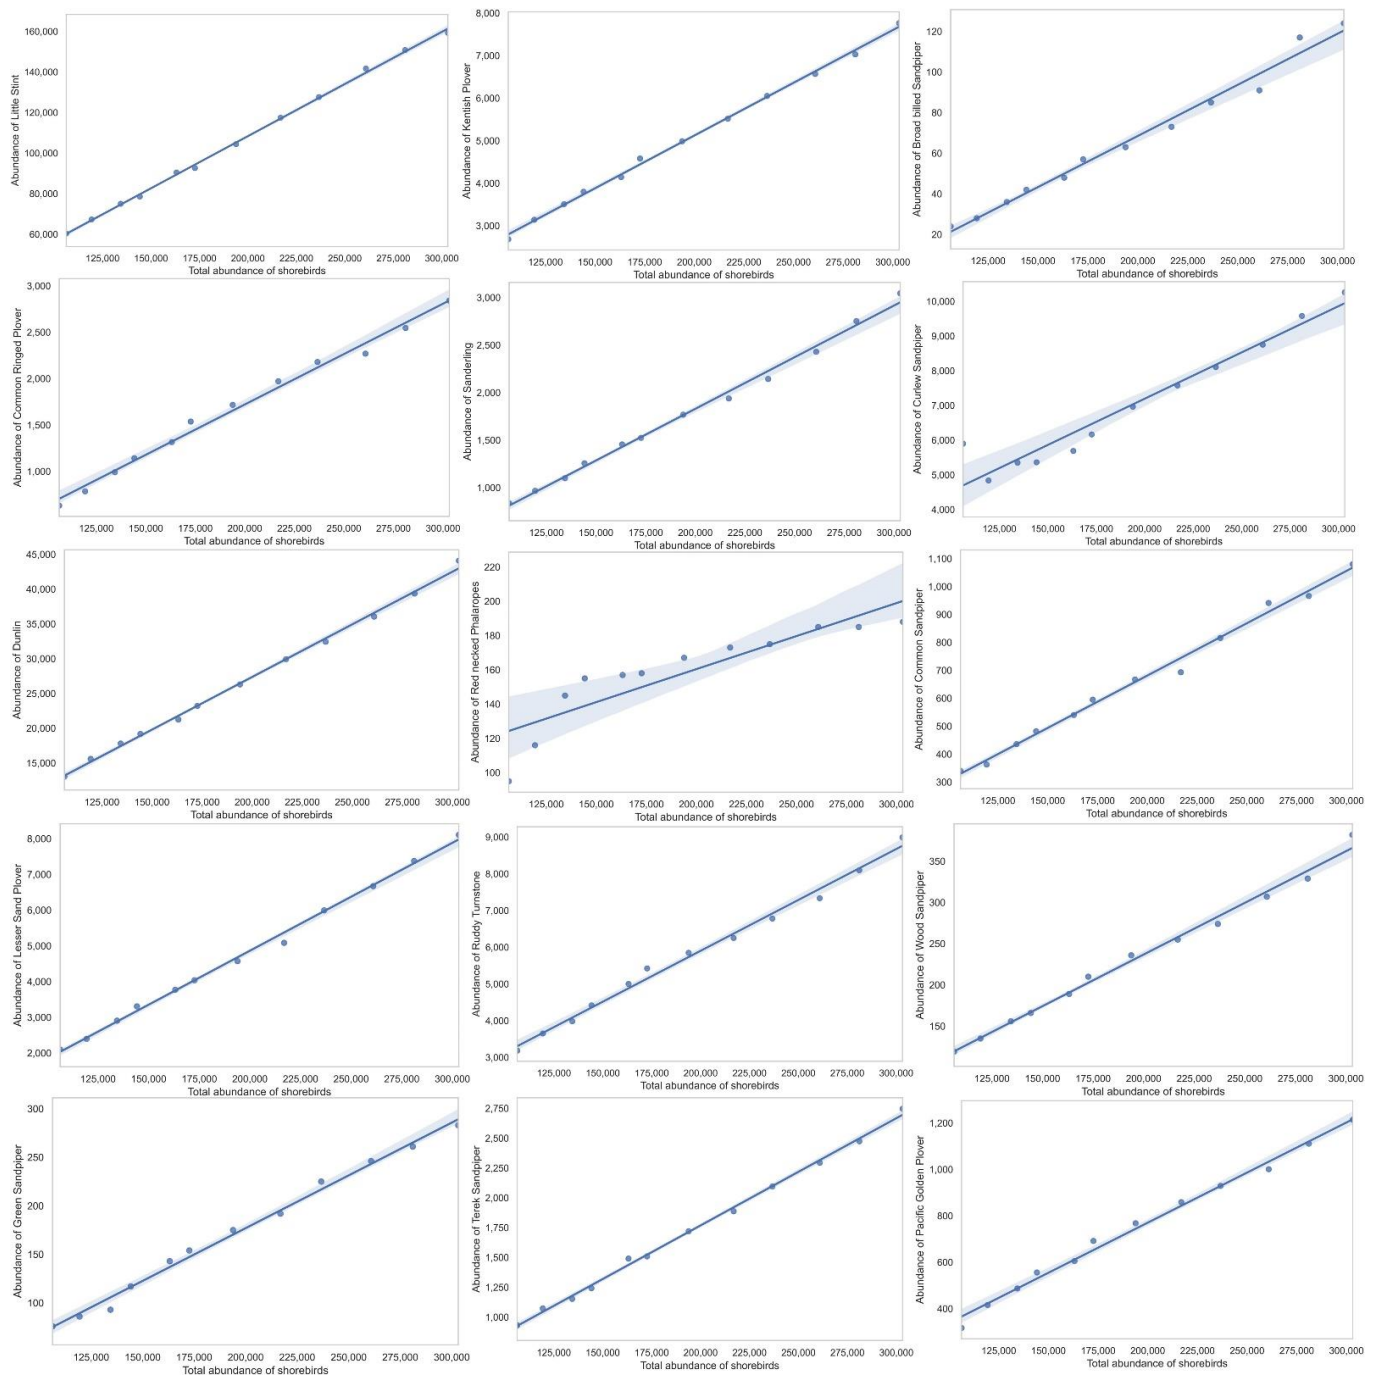 Abundance of Little Stint
160,000
140,000
120,000
100,000
80,000
60,000
125,000 150,000 175,000 200,000 225,000 250,000 275,000 300,000
Total abundance of shorebirds
Abundance of Kentish Plover
8,000
7,000
6,000
5,000
4,000
3,000
125,000 150,000 175,000 200,000 225,000 250,000 275,000 300,000
Total abundance of shorebirds
Abundance of Broad billed Sandpiper
120
100
80
60
40
20
125,000 150,000 175,000 200,000 225,000 250,000 275,000 300,000
Total abundance of shorebirds
Abundance of Common Ringed Plover
3,000
2,500
2,000
1,500
1,000
125,000 150,000 175,000 200,000 225,000 250,000 275,000 300,000
Total abundance of shorebirds
Abundance of Sanderling
3,000
2,500
2,000
1,500
1,000
125,000 150,000 175,000 200,000 225,000 250,000 275,000 300,000
Total abundance of shorebirds
Abundance of Curlew Sandpiper
10,000
9,000
8,000
7,000
6,000
5,000
4,000
125,000 150,000 175,000 200,000 225,000 250,000 275,000 300,000
Total abundance of shorebirds
Abundance of Dunlin
45,000
40,000
35,000
30,000
25,000
20,000
15,000
125,000 150,000 175,000 200,000 225,000 250,000 275,000 300,000
Total abundance of shorebirds
Abundance of Red necked Phalaropes
220
200
180
160
140
120
100
125,000 150,000 175,000 200,000 225,000 250,000 275,000 300,000
Total abundance of shorebirds
Abundance of Common Sandpiper
1,100
1,000
900
800
700
600
500
400
300
125,000 150,000 175,000 200,000 225,000 250,000 275,000 300,000
Total abundance of shorebirds
Abundance of Lesser Sand Plover
8,000
7,000
6,000
5,000
4,000
3,000
2,000
125,000 150,000 175,000 200,000 225,000 250,000 275,000 300,000
Total abundance of shorebirds
Abundance of Ruddy Turnstone
9,000
8,000
7,000
6,000
5,000
4,000
3,000
125,000 150,000 175,000 200,000 225,000 250,000 275,000 300,000
Total abundance of shorebirds
Abundance of Wood Sandpiper
350
300
250
200
150
125,000 150,000 175,000 200,000 225,000 250,000 275,000 300,000
Total abundance of shorebirds
Abundance of Green Sandpiper
300
250
200
150
100
125,000 150,000 175,000 200,000 225,000 250,000 275,000 300,000
Total abundance of shorebirds
Abundance of Terek Sandpiper
2,750
2,500
2,250
2,000
1,750
1,500
1,250
1,000
125,000 150,000 175,000 200,000 225,000 250,000 275,000 300,000
Total abundance of shorebirds
Abundance of Pacific Golden Plover
1,200
1,000
800
600
400
125,000 150,000 175,000 200,000 225,000 250,000 275,000 300,000
Total abundance of shorebirds